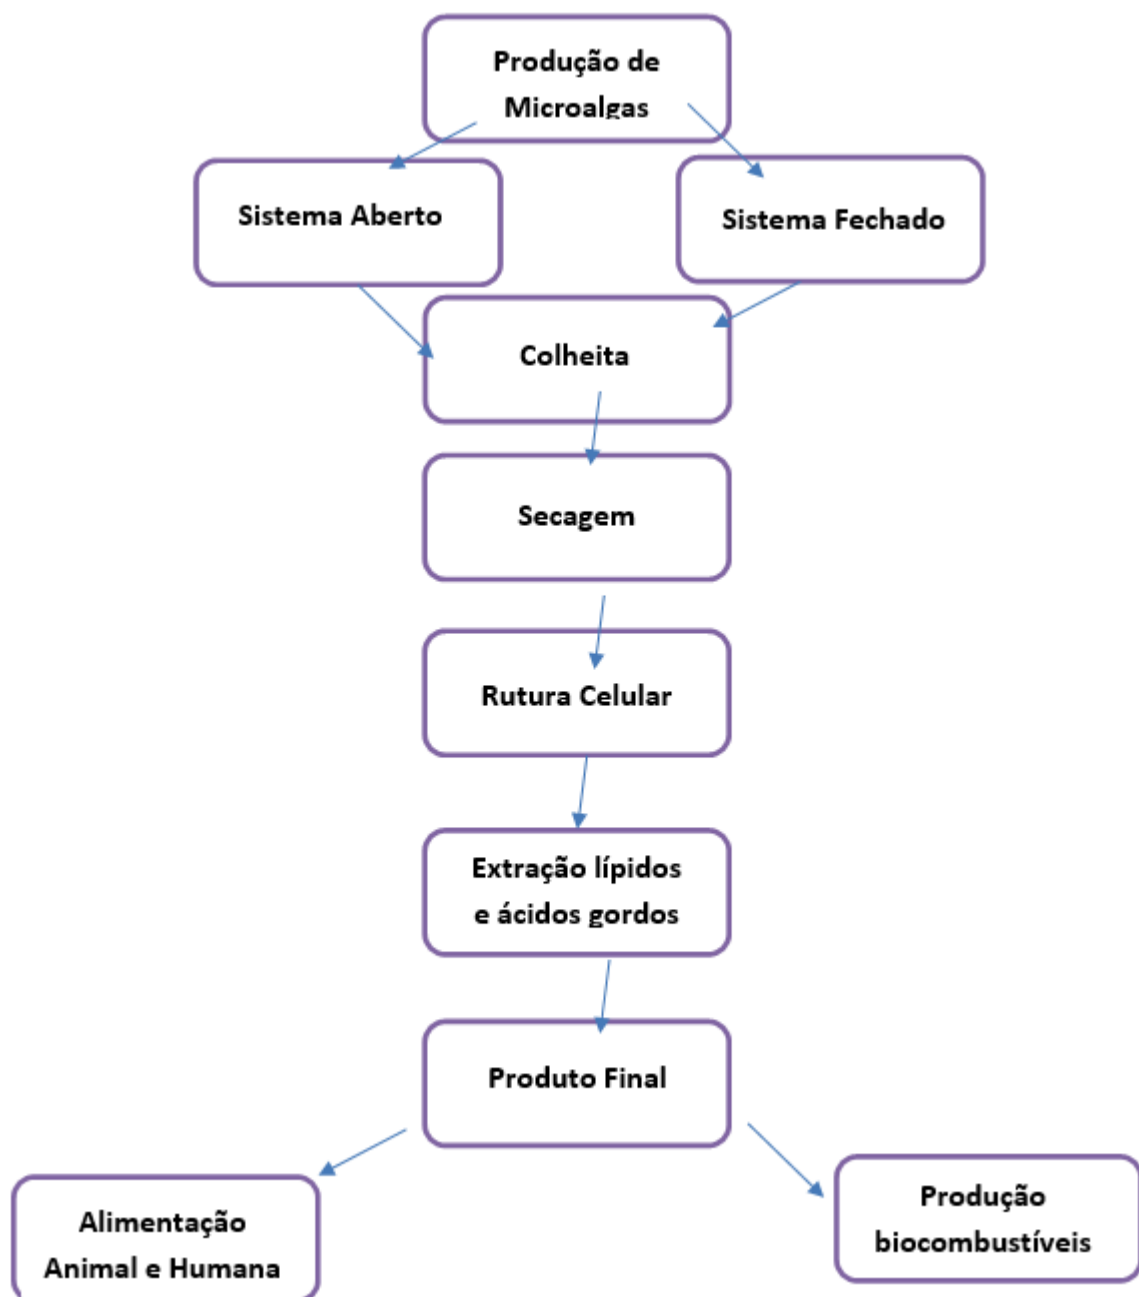 Produção de
Microalgas
Sistema Aberto
Sistema Fechado
Colheita
Secagem
Rutura Celular
Extração lípidos
e ácidos gordos
Produto Final
Alimentação
Animal e Humana
Produção
biocombustíveis